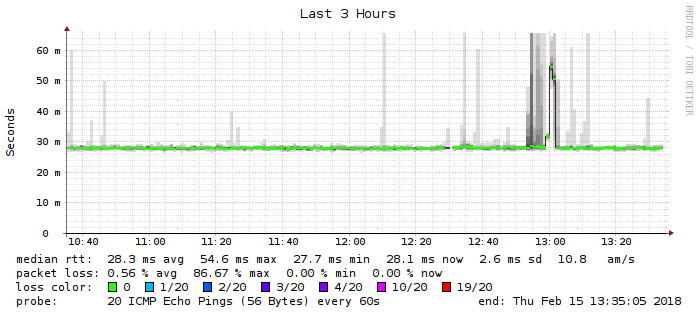 Last 3 Hours
RRDTOOL / TOBI OETIKER
Seconds
60 m
50 m
40 m
30 m
20 m
10 m
0
10:40 11:00 11:20 11:40 12:00 12:20 12:40 13:00 13:20
median rtt: 28.3 ms avg 54.6 ms max 27.7 ms min 28.1 ms now 2.6 ms sd 10.8 am/s
packet loss: 0.56 % avg 86.67 % max 0.00 % min 0.00 % now
loss color: 0 1/20 2/20 3/20 4/20 10/20 19/20
probe: 20 ICMP Echo Pings (56 Bytes) every 60s end: Thu Feb 15 13:35:05 2018